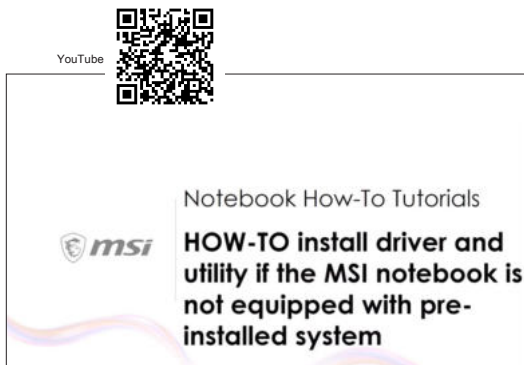 YouTube
Notebook How-To Tutorials
msi
HOW-TO install driver and
utility if the MSI notebook is
not equipped with pre-
installed system